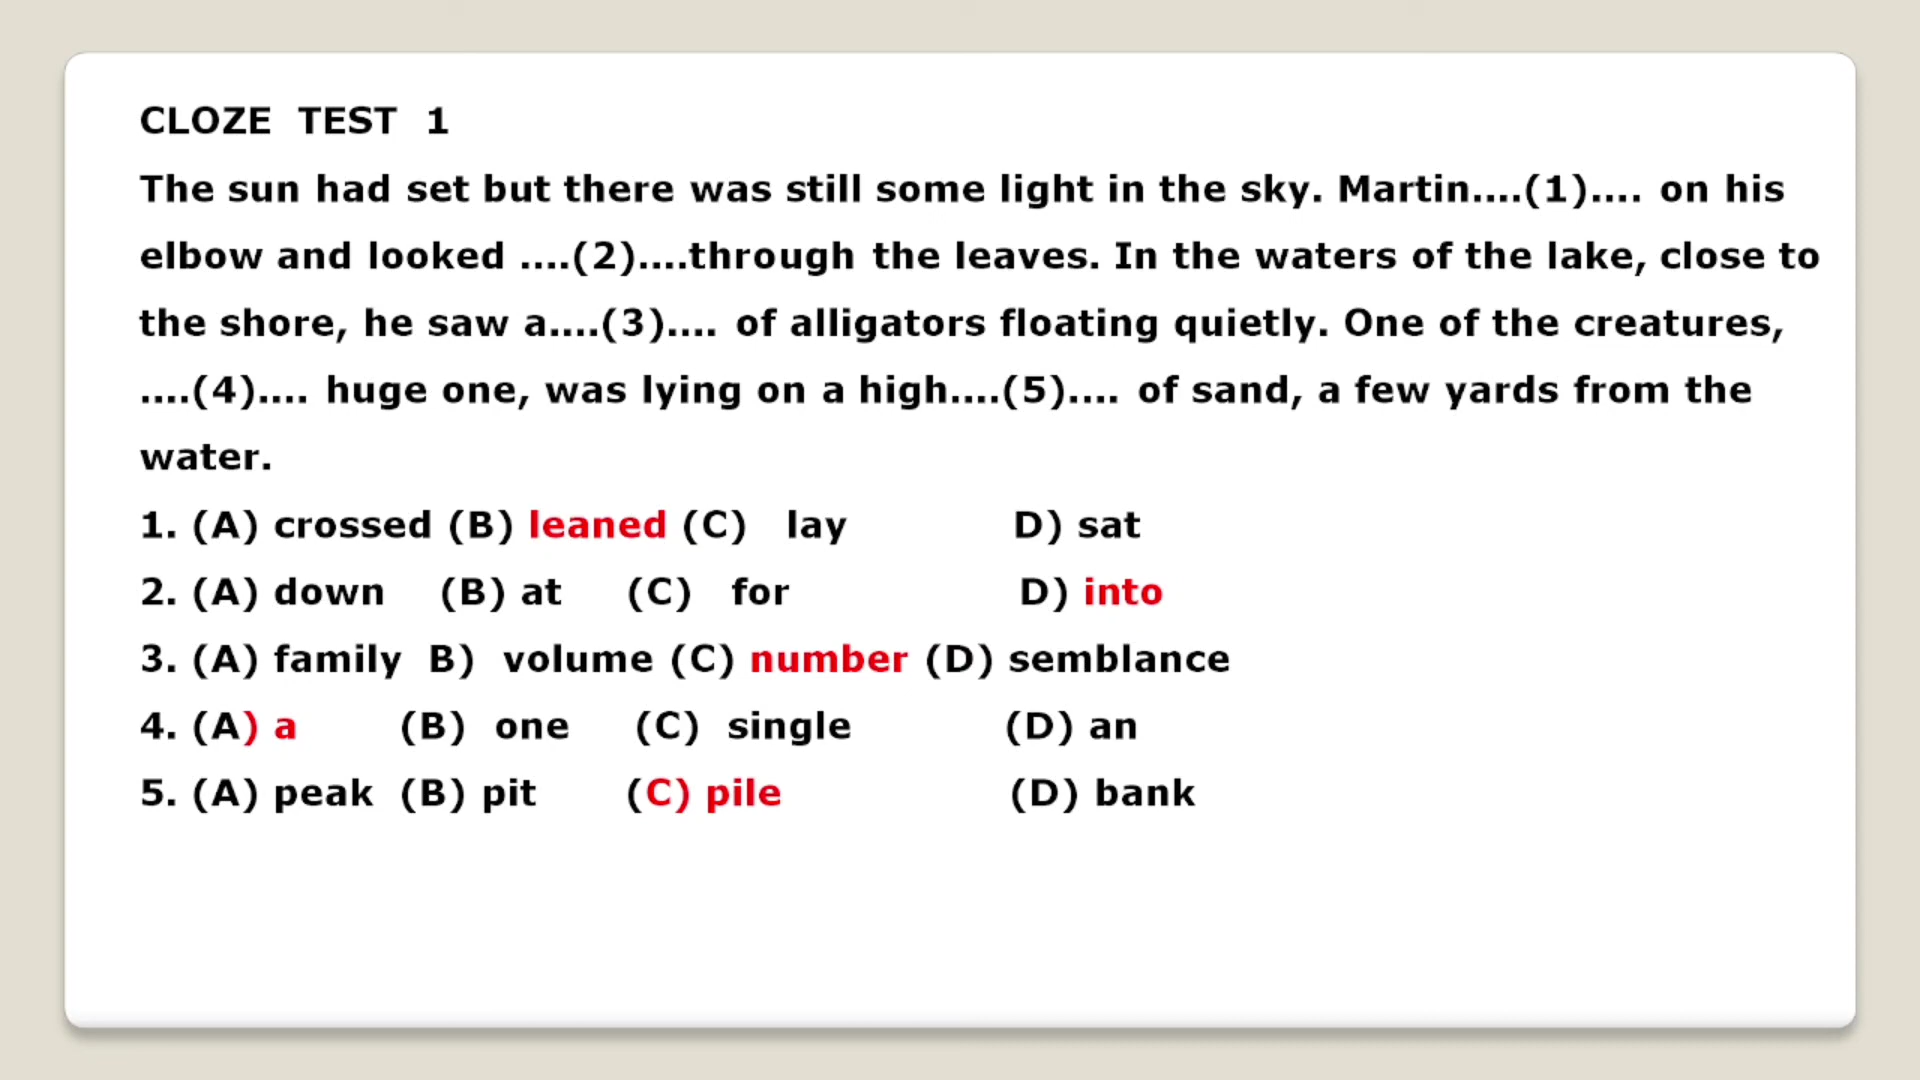 CLOZE TEST 1
The sun had set but there was still some light in the sky. Martin....(1).... on his
elbow and looked ....(2)....through the leaves. In the waters of the lake, close to
the shore, he saw a....(3).... of alligators floating quietly. One of the creatures,
....(4).... huge one, was lying on a high....(5).... of sand, a few yards from the
water.
1. (A) crossed (B) leaned (C) lay D) sat
2. (A) down (B) at (C) for D) into
3. (A) family B) volume (C) number (D) semblance
4. (A) a (B) one (C) single (D) an
5. (A) peak (B) pit (C) pile (D) bank